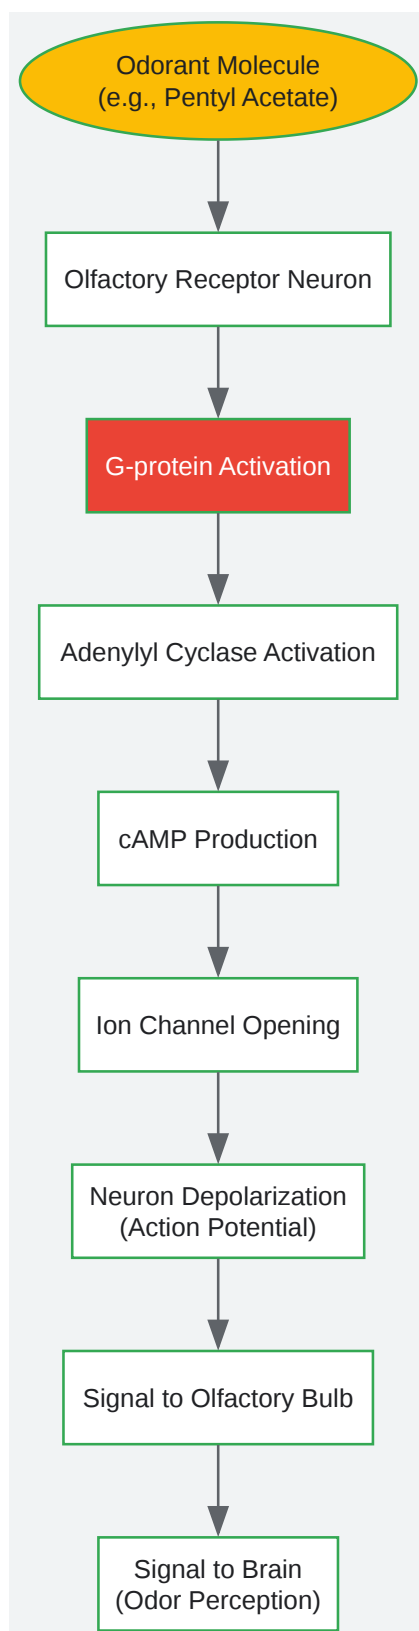 Odorant Molecule
(e.g., Pentyl Acetate)
Olfactory Receptor Neuron
G-protein Activation
Adenylyl Cyclase Activation
cAMP Production
Ion Channel Opening
Neuron Depolarization
(Action Potential)
Signal to Olfactory Bulb
Signal to Brain
(Odor Perception)